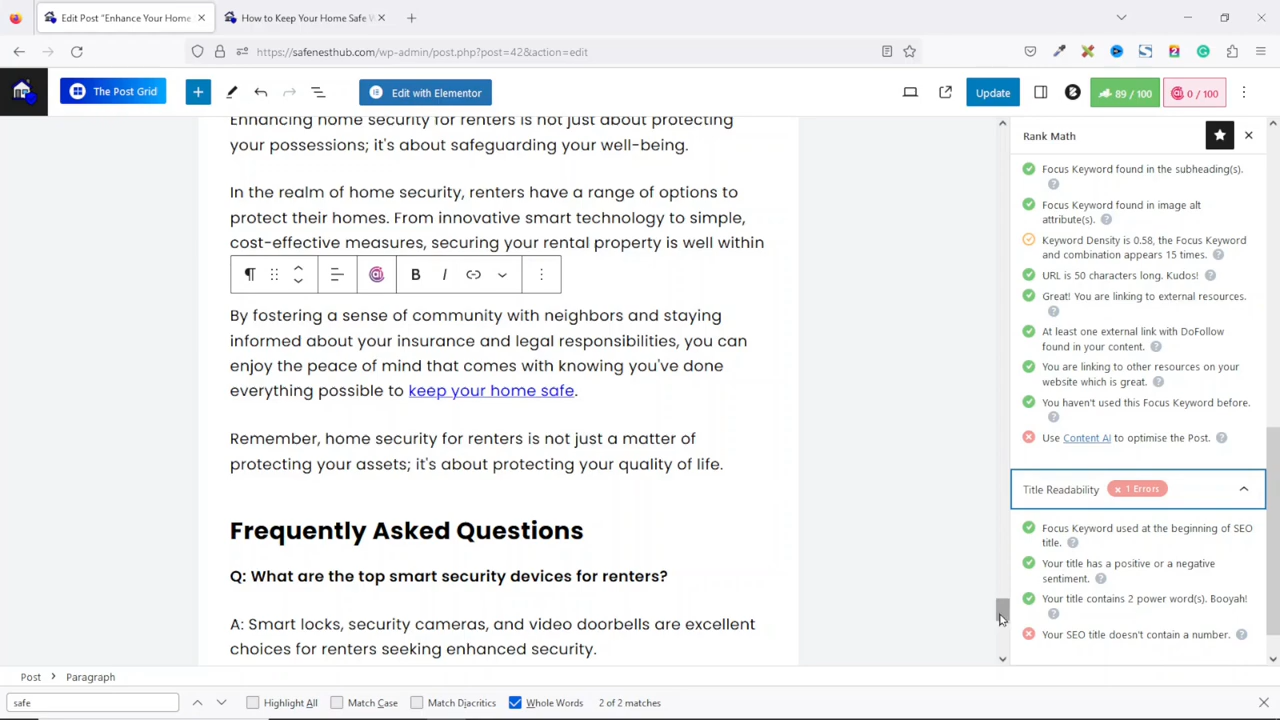 Edit Post “Enhance Your Home
How to Keep Your Home Safe W
https://safenesthub.com/wp-admin/post.php?post=42&action=edit
The Post Grid
Edit with Elementor
Update
89 / 100
0 / 100
Enhancing home security for renters is not just about protecting
your possessions; it's about safeguarding your well-being.
In the realm of home security, renters have a range of options to
protect their homes. From innovative smart technology to simple,
cost-effective measures, securing your rental property is well within
B I
By fostering a sense of community with neighbors and staying
informed about your insurance and legal responsibilities, you can
enjoy the peace of mind that comes with knowing you've done
everything possible to keep your home safe.
Remember, home security for renters is not just a matter of
protecting your assets; it's about protecting your quality of life.
Frequently Asked Questions
Q: What are the top smart security devices for renters?
A: Smart locks, security cameras, and video doorbells are excellent
choices for renters seeking enhanced security.
Rank Math
Focus Keyword found in the subheading(s).
Focus Keyword found in image alt
attribute(s).
Keyword Density is 0.58, the Focus Keyword
and combination appears 15 times.
URL is 50 characters long. Kudos!
Great! You are linking to external resources.
At least one external link with DoFollow
found in your content.
You are linking to other resources on your
website which is great.
You haven't used this Focus Keyword before.
Use Content AI to optimise the Post.
Title Readability × 1 Errors
Focus Keyword used at the beginning of SEO
title.
Your title has a positive or a negative
sentiment.
Your title contains 2 power word(s). Booyah!
Your SEO title doesn't contain a number.
Post › Paragraph
safe
Highlight All
Match Case
Match Diacritics
Whole Words
2 of 2 matches